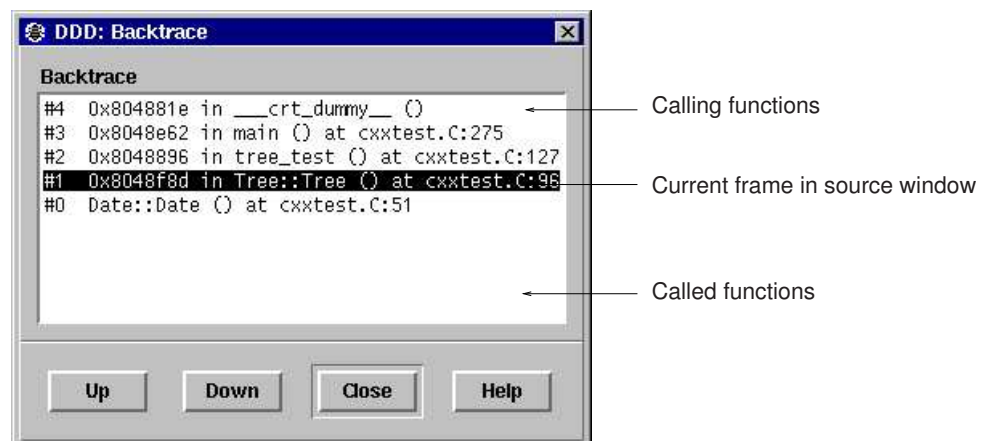 DDD: Backtrace
Backtrace
#4 0x804881e in ___crt_dummy__ ()
#3 0x8048e62 in main () at cxxtest.C:275
#2 0x8048896 in tree_test () at cxxtest.C:127
#1 0x8048f8d in Tree::Tree () at cxxtest.C:96
#0 Date::Date () at cxxtest.C:51
Calling functions
Current frame in source window
Called functions
Up Down Close Help